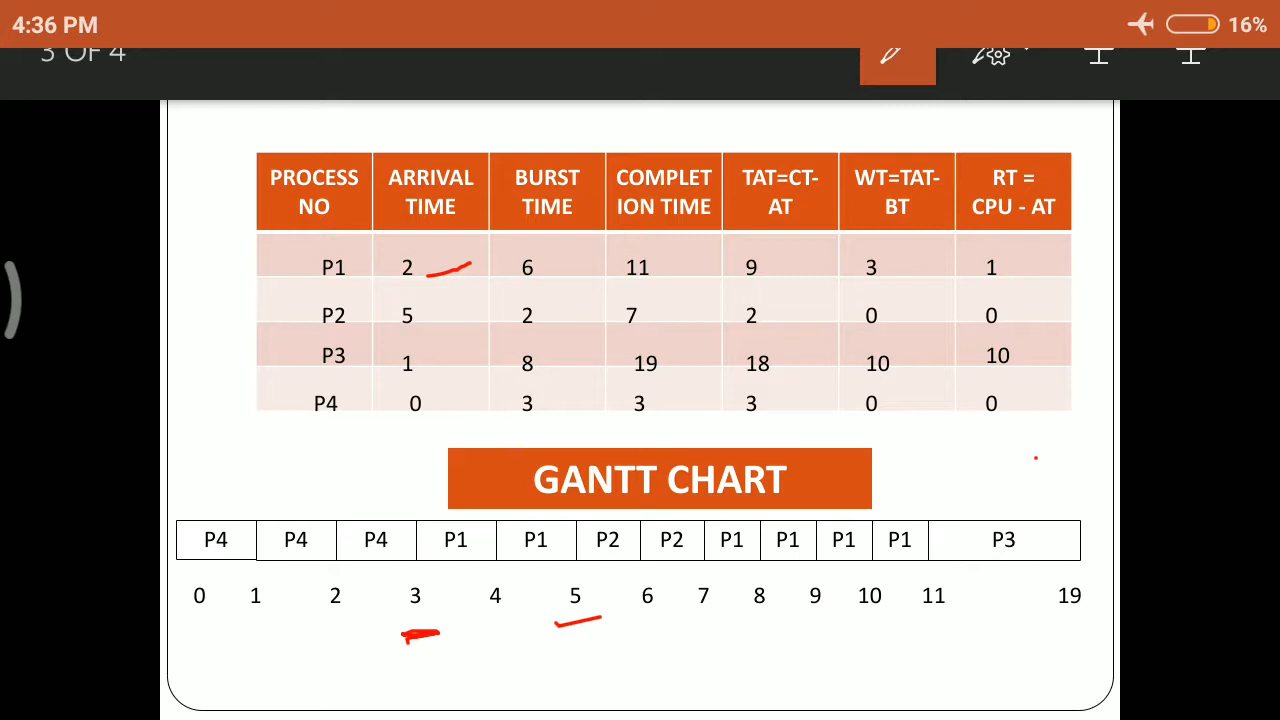 4:36 PM 16%
3 OF 4
PROCESS NO ARRIVAL TIME BURST TIME COMPLET ION TIME TAT=CT-AT WT=TAT-BT RT = CPU - AT
P1 2 6 11 9 3 1
P2 5 2 7 2 0 0
P3 1 8 19 18 10 10
P4 0 3 3 3 0 0
GANTT CHART
P4 P4 P4 P1 P1 P2 P2 P1 P1 P1 P1 P3
0 1 2 3 4 5 6 7 8 9 10 11 19